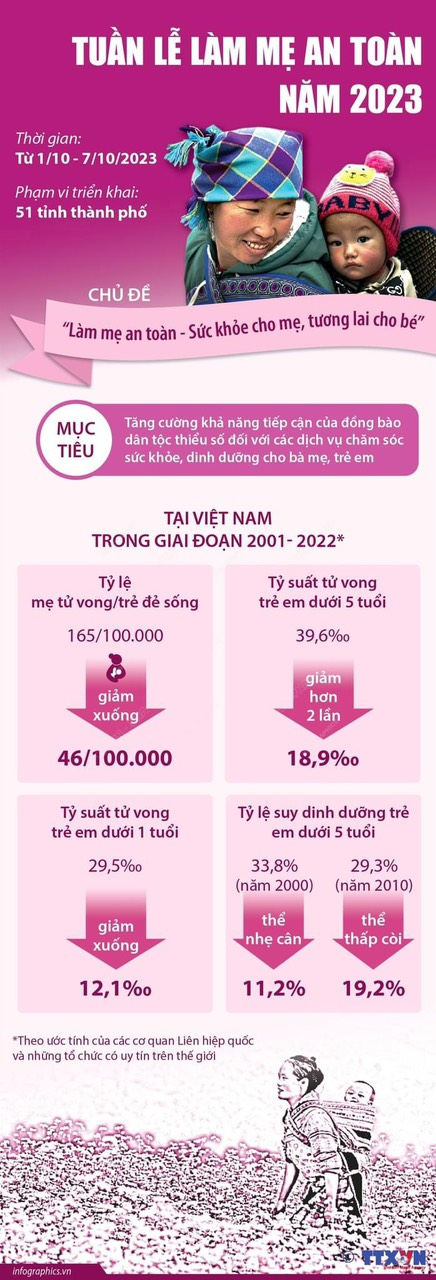 TUẦN LỄ LÀM MẸ AN TOÀN
NĂM 2023
Thời gian:
Từ 1/10 - 7/10/2023
Phạm vi triển khai:
51 tỉnh thành phố
BABY
CHỦ ĐỀ
“Làm mẹ an toàn - Sức khỏe cho mẹ, tương lai cho bé”
MỤC
TIÊU
Tăng cường khả năng tiếp cận của đồng bào
dân tộc thiểu số đối với các dịch vụ chăm sóc
sức khỏe, dinh dưỡng cho bà mẹ, trẻ em
TẠI VIỆT NAM
TRONG GIAI ĐOẠN 2001- 2022*
Tỷ lệ
mẹ tử vong/trẻ đẻ sống
165/100.000
giảm
xuống
46/100.000
Tỷ suất tử vong
trẻ em dưới 5 tuổi
39,6‰
giảm
hơn
2 lần
18,9‰
Tỷ suất tử vong
trẻ em dưới 1 tuổi
29,5‰
giảm
xuống
12,1‰
Tỷ lệ suy dinh dưỡng trẻ
em dưới 5 tuổi
33,8%
(năm 2000)
thể
nhẹ cân
11,2%
29,3%
(năm 2010)
thể
thấp còi
19,2%
*Theo ước tính của các cơ quan Liên hiệp quốc
và những tổ chức có uy tín trên thế giới
infographics.vn
TTXVN